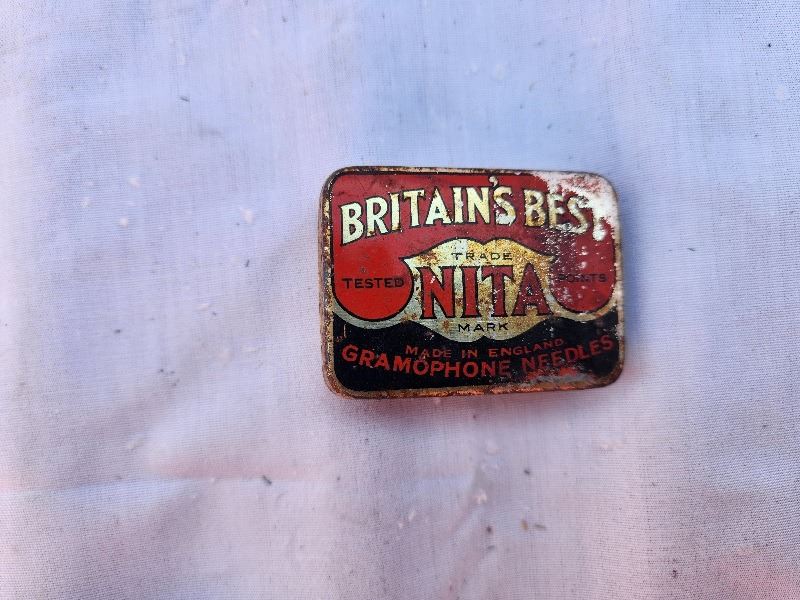 BRITAIN'S BEST
TRADE
TESTED NITA POINTS
MARK
MADE IN ENGLAND
GRAMOPHONE NEEDLES